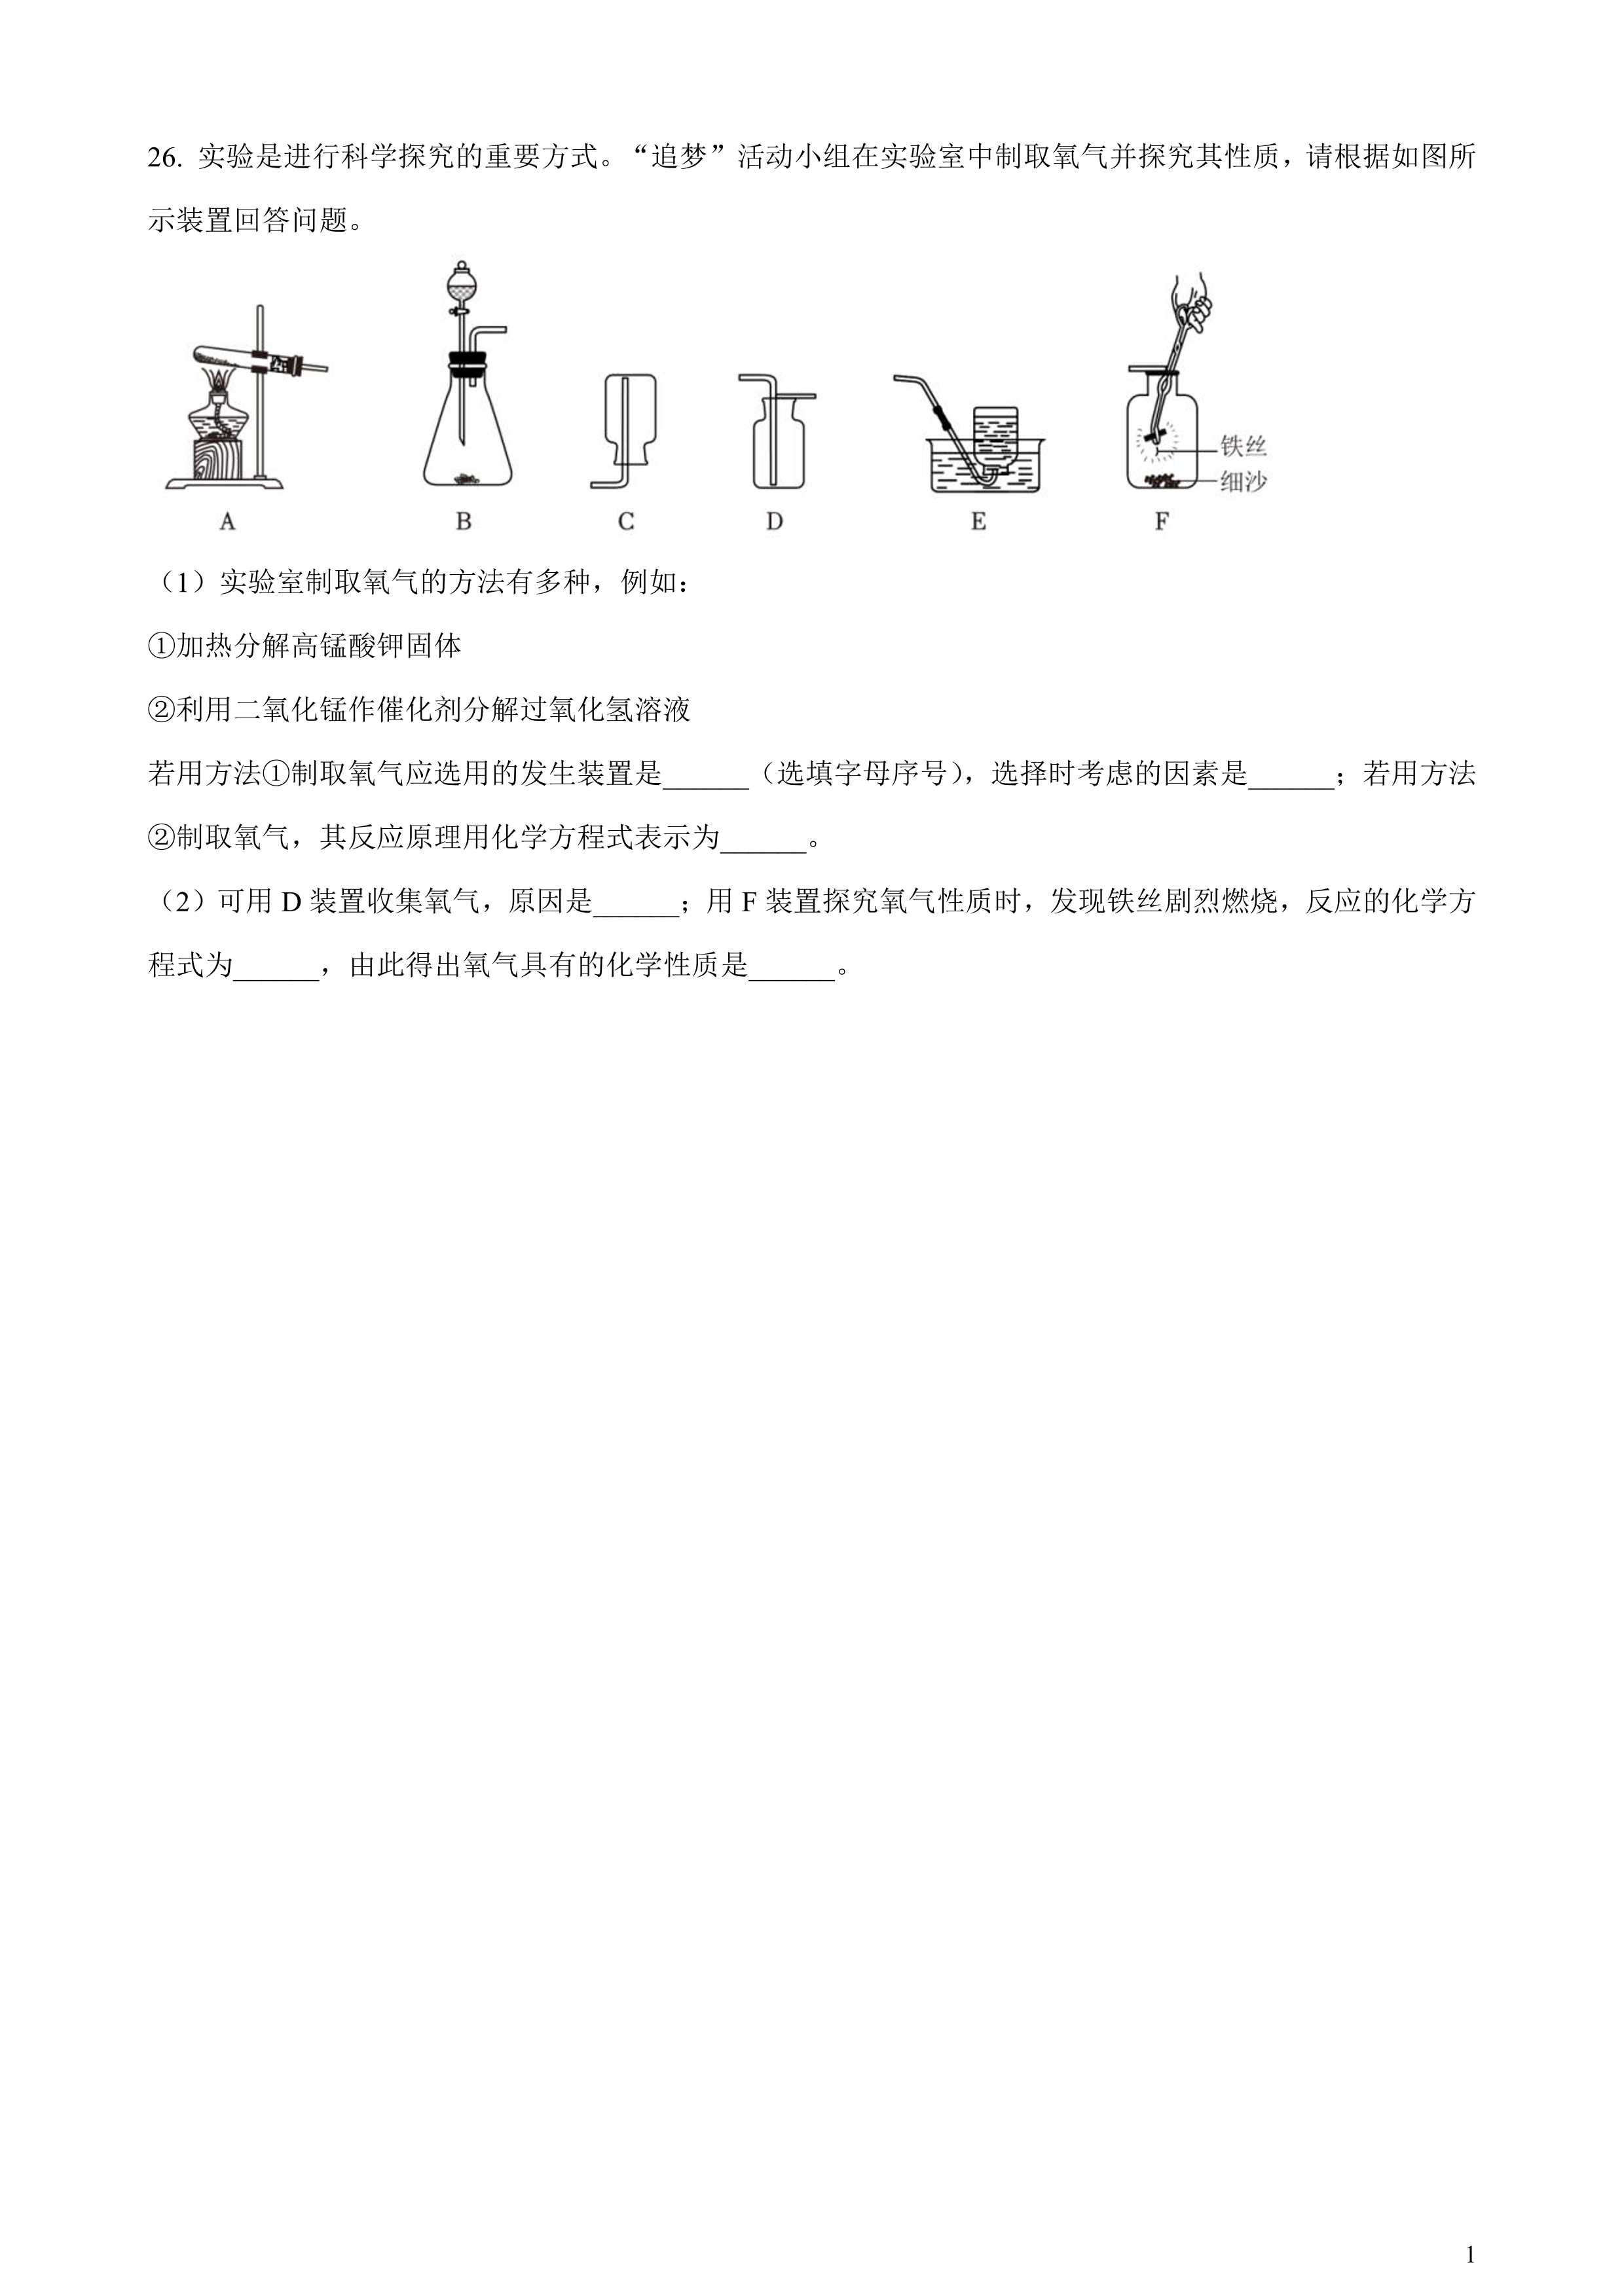 26. 实验是进行科学探究的重要方式。“追梦”活动小组在实验室中制取氧气并探究其性质，请根据如图所
示装置回答问题。
铁丝
细沙
A B C D E F
（1）实验室制取氧气的方法有多种，例如：
①加热分解高锰酸钾固体
②利用二氧化锰作催化剂分解过氧化氢溶液
若用方法①制取氧气应选用的发生装置是______（选填字母序号），选择时考虑的因素是______；若用方法
②制取氧气，其反应原理用化学方程式表示为______。
（2）可用 D 装置收集氧气，原因是______；用 F 装置探究氧气性质时，发现铁丝剧烈燃烧，反应的化学方
程式为______，由此得出氧气具有的化学性质是______。
1